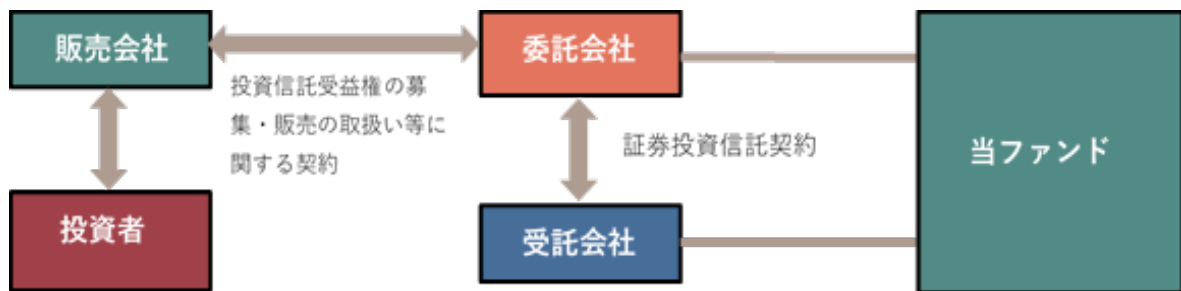 販売会社
委託会社
投資信託受益権の募
集・販売の取扱い等に
関する契約
証券投資信託契約
当ファンド
投資者
受託会社